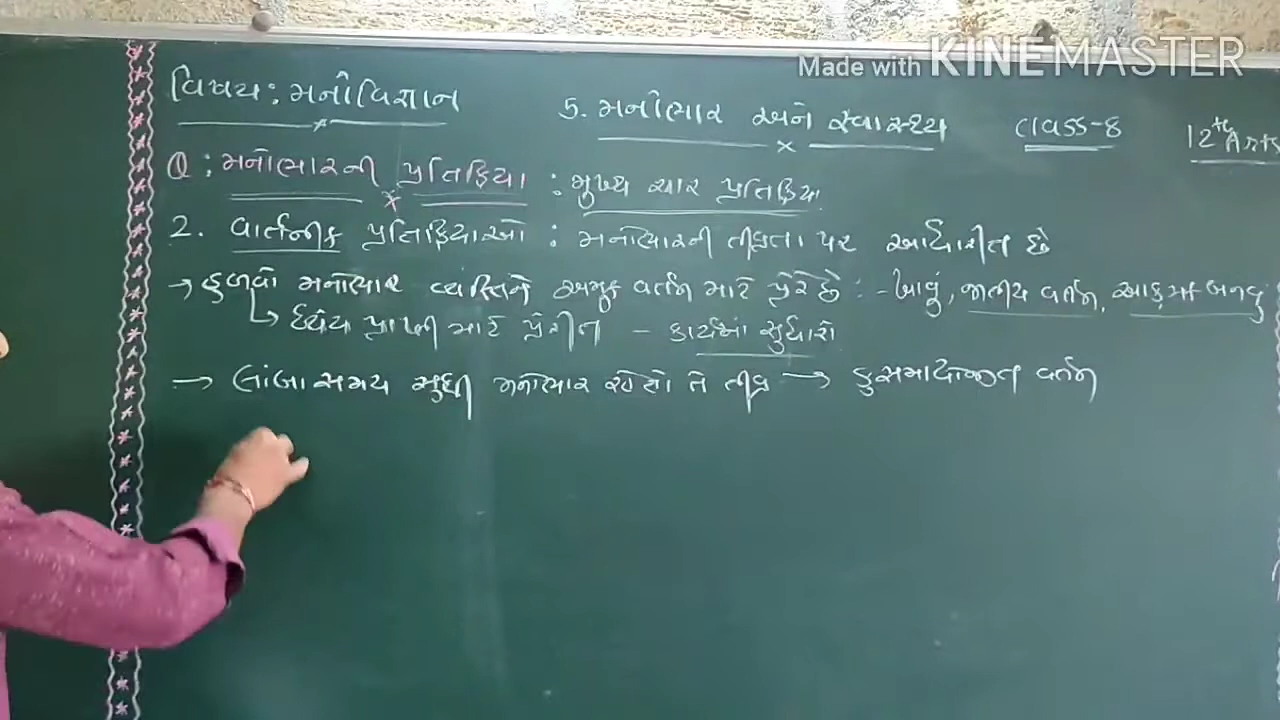 Made with KINEMASTER
વિષય: મનોવિજ્ઞાન
5. મનોભાર અને સ્વાસ્થ્ય class-8 12th Arts
Q: મનોભારની પ્રતિક્રિયા : મુખ્ય ચાર પ્રતિક્રિયા
2. વાર્તનીક પ્રતિક્રિયાઓ : મનોભારની તીવ્રતા પર આધારીત છે
→ હળવો મનોભાર વ્યક્તિને અમુક વર્તન માટે પ્રેરે છે :- ખાવું, જાતીય વર્તન, આક્રમક બનવું
↳ ધ્યેય પ્રાપ્તી માટે પ્રેરીત - કાર્યમાં સુધારો
→ લાંબા સમય સુધી મનોભાર રહે તો તે તીવ્ર → કુસમાયોજીત વર્તન